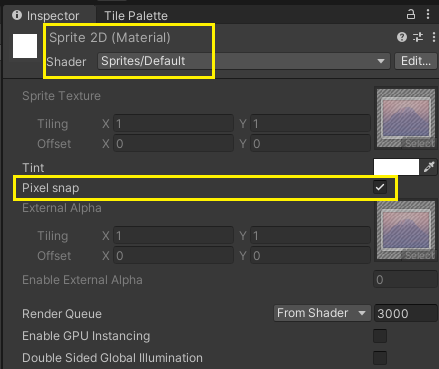 Inspector Tile Palette
Sprite 2D (Material)
Shader Sprites/Default Edit...
Sprite Texture
Tiling X 1 Y 1
Offset X 0 Y 0
Select
Tint
Pixel snap
External Alpha
Tiling X 1 Y 1
Offset X 0 Y 0
Select
Enable External Alpha 0
Render Queue From Shader 3000
Enable GPU Instancing
Double Sided Global Illumination